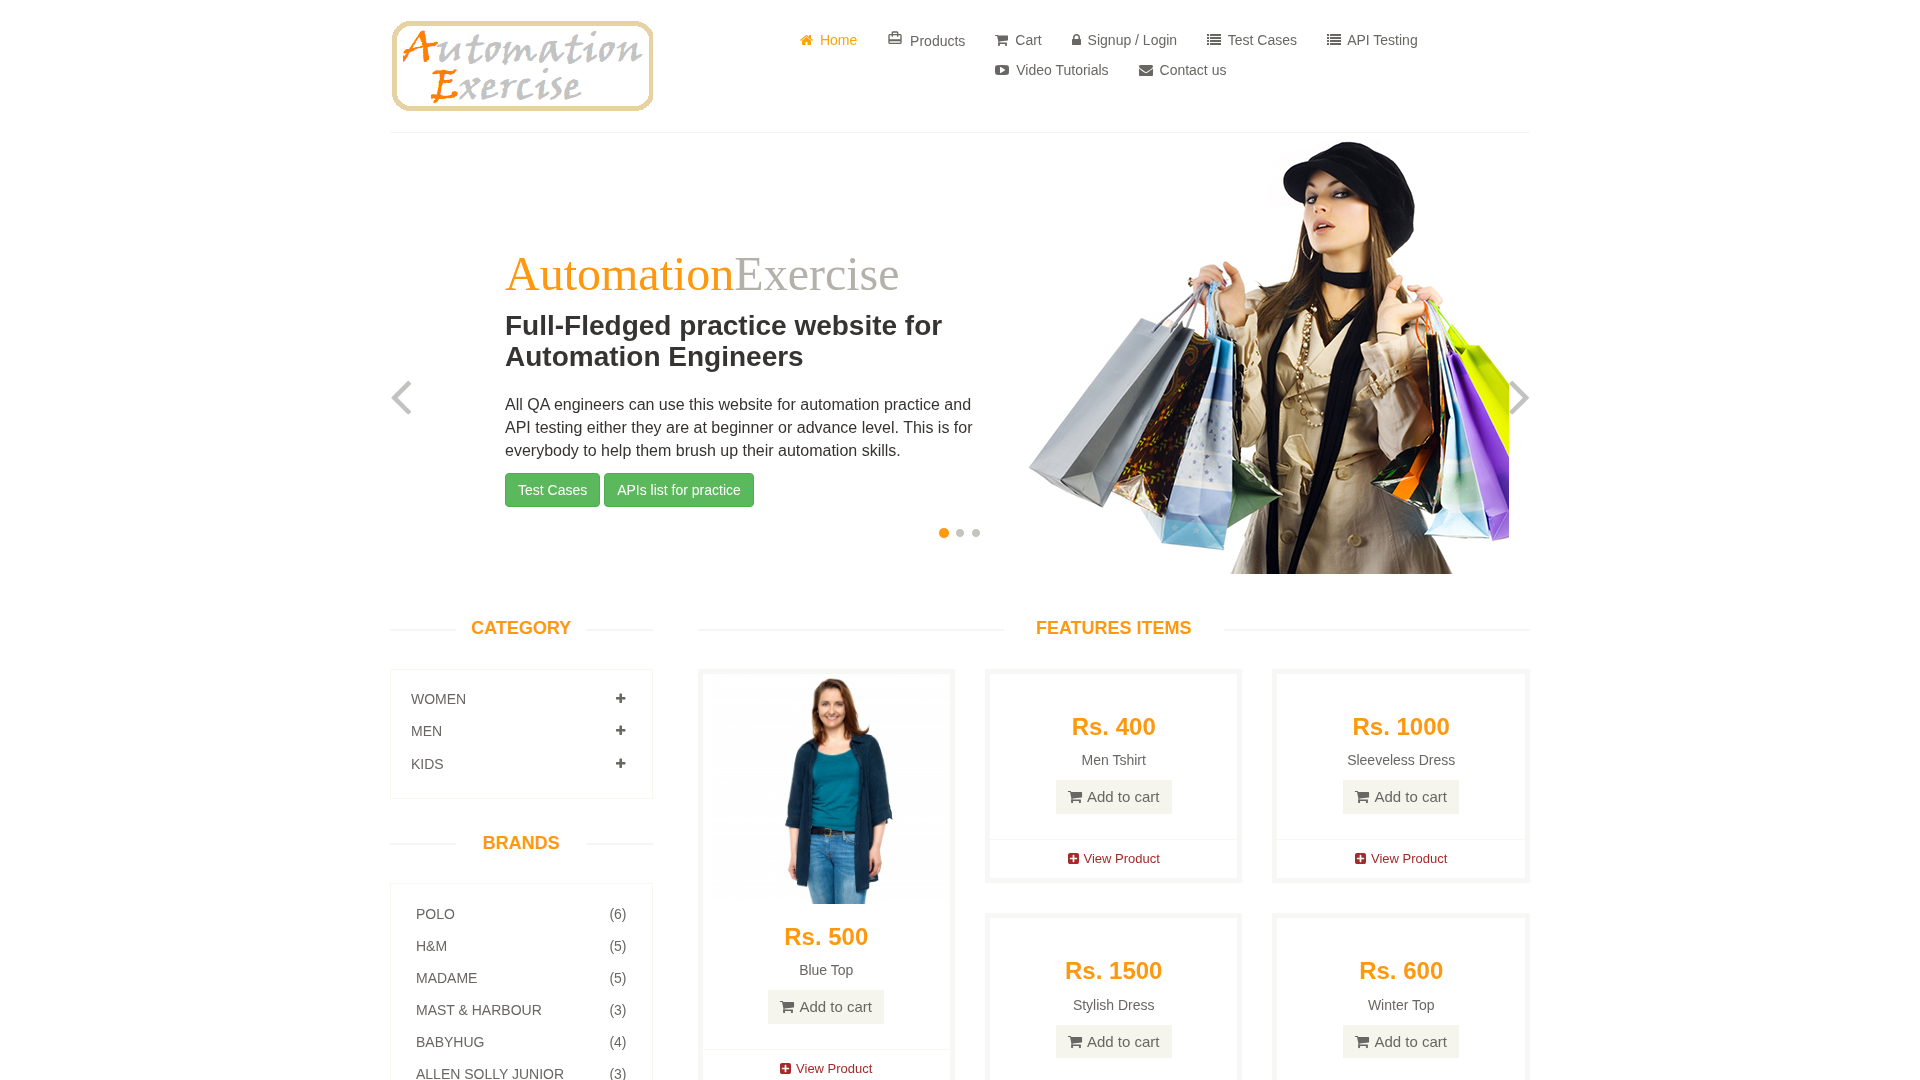 Automation
Exercise
Home
Products
Cart
Signup / Login
Test Cases
API Testing
Video Tutorials
Contact us
AutomationExercise
Full-Fledged practice website for
Automation Engineers
All QA engineers can use this website for automation practice and
API testing either they are at beginner or advance level. This is for
everybody to help them brush up their automation skills.
Test Cases
APIs list for practice
CATEGORY
WOMEN
MEN
KIDS
BRANDS
POLO (6)
H&M (5)
MADAME (5)
MAST & HARBOUR (3)
BABYHUG (4)
ALLEN SOLLY JUNIOR (3)
FEATURES ITEMS
Rs. 500
Blue Top
Add to cart
View Product
Rs. 400
Men Tshirt
Add to cart
View Product
Rs. 1000
Sleeveless Dress
Add to cart
View Product
Rs. 1500
Stylish Dress
Add to cart
Rs. 600
Winter Top
Add to cart